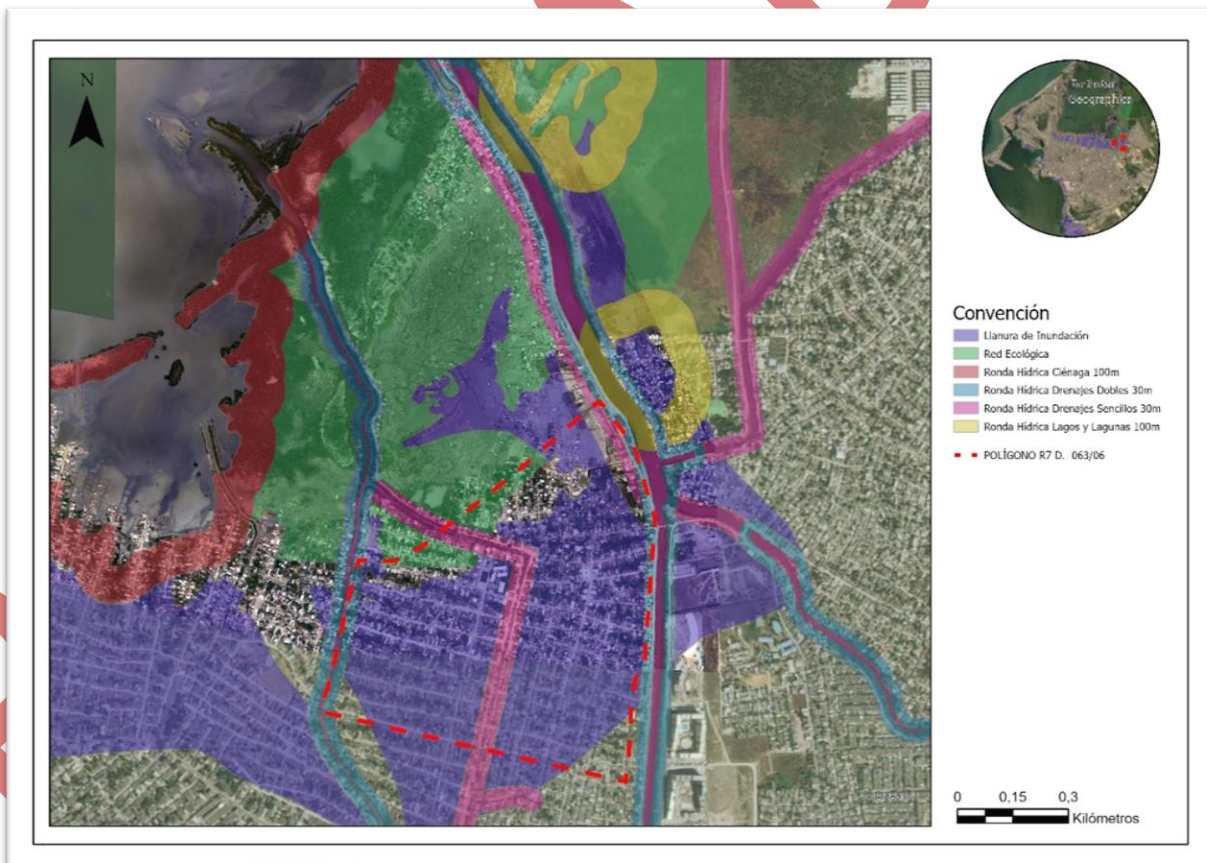 N
Geographics
Convención
Llanura de Inundación
Red Ecológica
Ronda Hídrica Ciénaga 100m
Ronda Hídrica Drenajes Dobles 30m
Ronda Hídrica Drenajes Sencillos 30m
Ronda Hídrica Lagos y Lagunas 100m
POLÍGONO R7 D. 063/06
0 0,15 0,3
Kilómetros